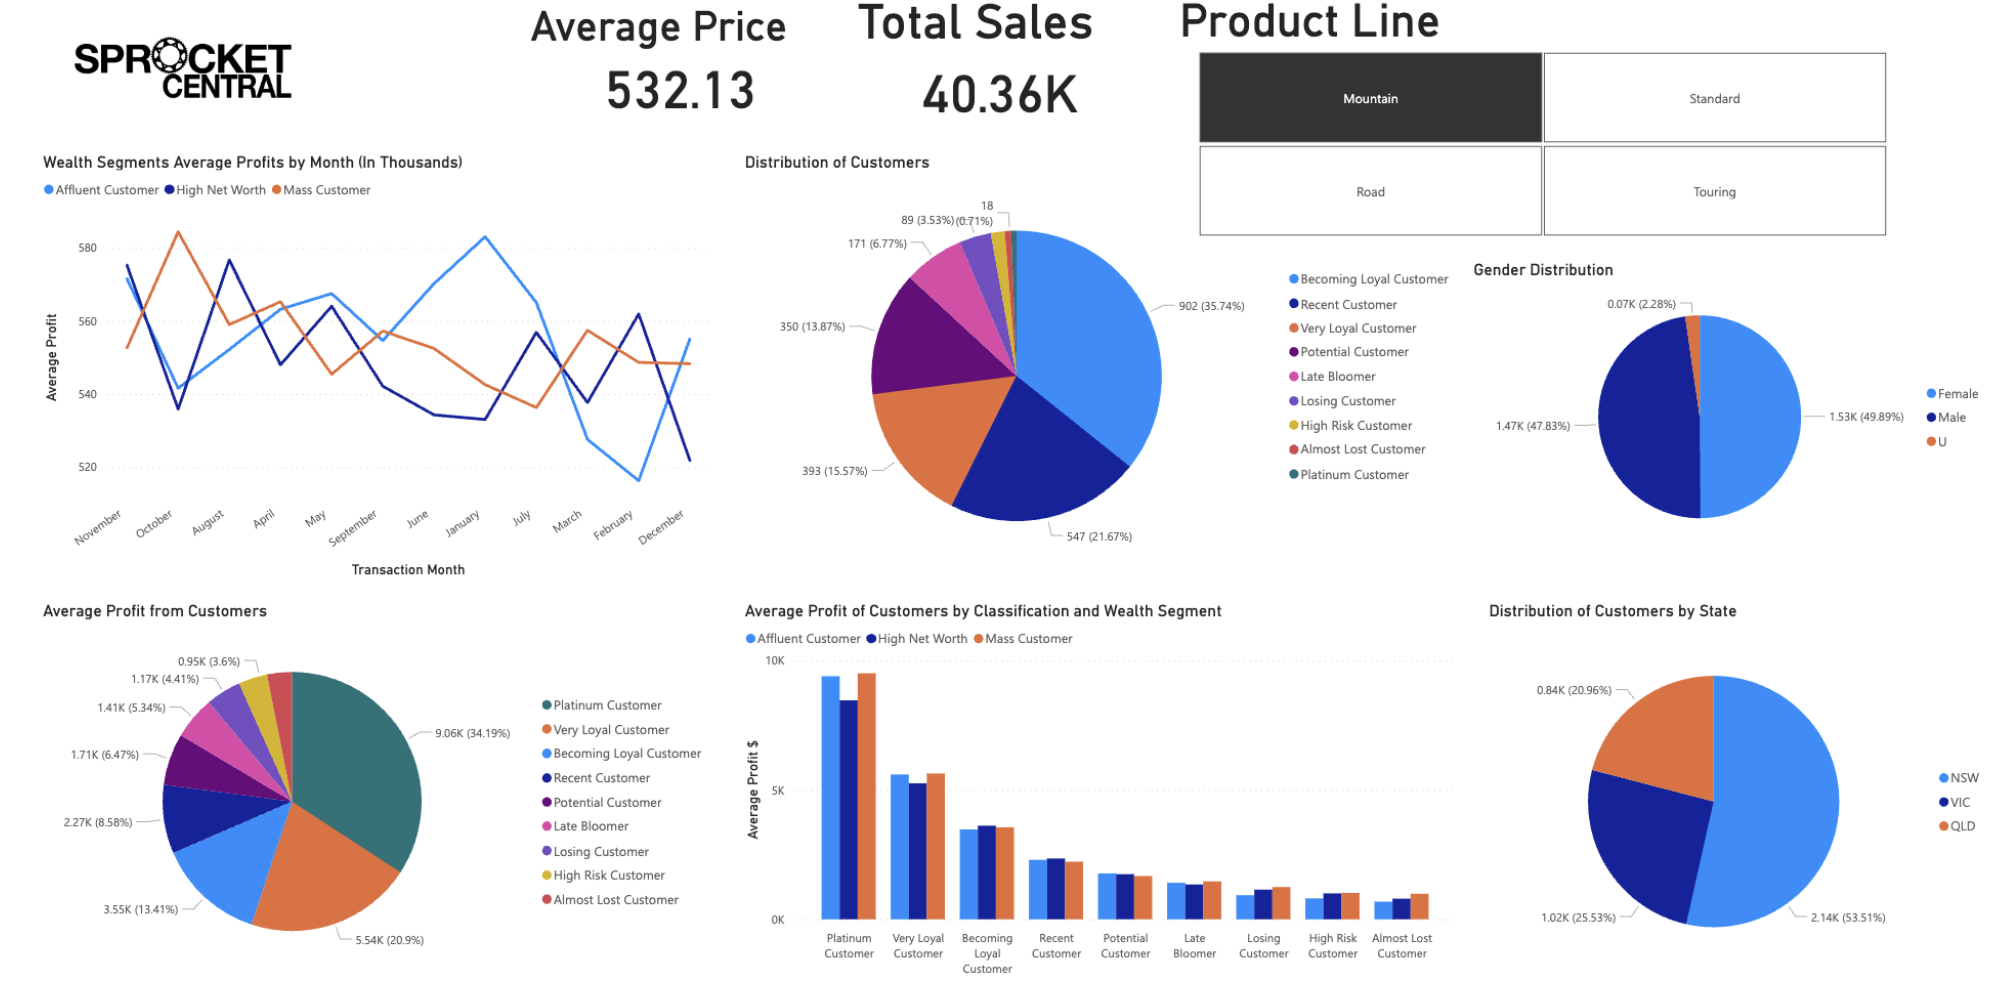 SPROCKET
CENTRAL
Average Price
532.13
Total Sales
40.36K
Product Line
Mountain
Standard
Road
Touring
Wealth Segments Average Profits by Month (In Thousands)
Affluent Customer High Net Worth Mass Customer
Average Profit
580
560
540
520
November
October
August
April
May
September
June
January
July
March
February
December
Transaction Month
Distribution of Customers
18
(0.71%)
89 (3.53%)
171 (6.77%)
350 (13.87%)
393 (15.57%)
547 (21.67%)
902 (35.74%)
Becoming Loyal Customer
Recent Customer
Very Loyal Customer
Potential Customer
Late Bloomer
Losing Customer
High Risk Customer
Almost Lost Customer
Platinum Customer
Gender Distribution
0.07K (2.28%)
1.47K (47.83%)
1.53K (49.89%)
Female
Male
U
Average Profit from Customers
0.95K (3.6%)
1.17K (4.41%)
1.41K (5.34%)
1.71K (6.47%)
2.27K (8.58%)
3.55K (13.41%)
5.54K (20.9%)
9.06K (34.19%)
Platinum Customer
Very Loyal Customer
Becoming Loyal Customer
Recent Customer
Potential Customer
Late Bloomer
Losing Customer
High Risk Customer
Almost Lost Customer
Average Profit of Customers by Classification and Wealth Segment
Affluent Customer High Net Worth Mass Customer
Average Profit $
10K
5K
0K
Platinum
Customer
Very Loyal
Customer
Becoming
Loyal
Customer
Recent
Customer
Potential
Customer
Late
Bloomer
Losing
Customer
High Risk
Customer
Almost Lost
Customer
Distribution of Customers by State
0.84K (20.96%)
1.02K (25.53%)
2.14K (53.51%)
NSW
VIC
QLD